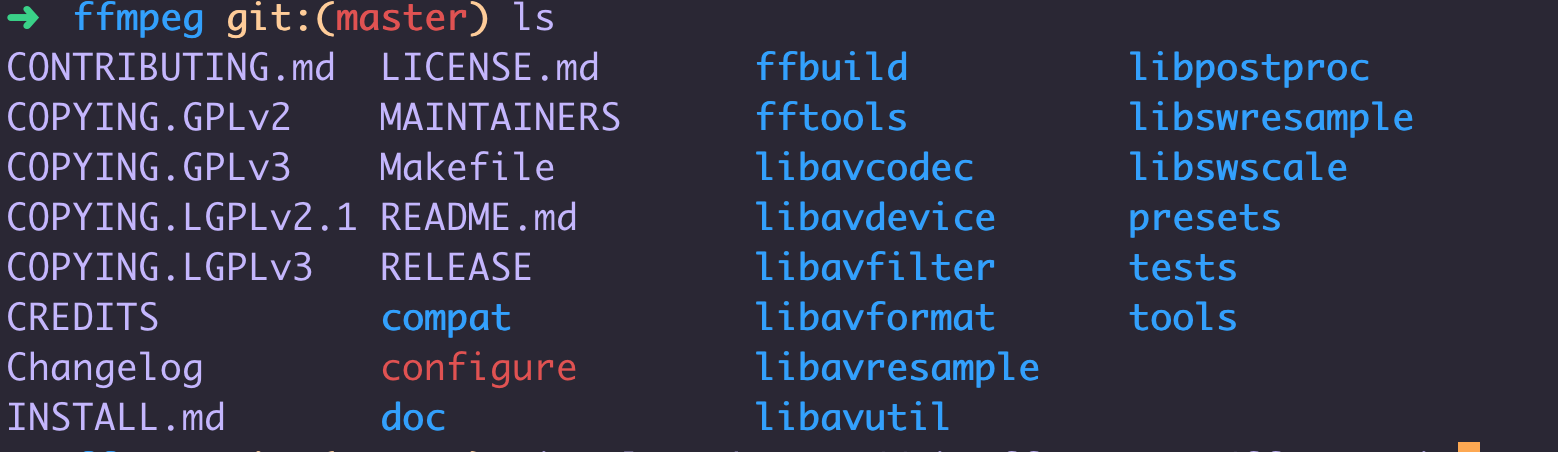 ➜ ffmpeg git:(master) ls
CONTRIBUTING.md LICENSE.md ffbuild libpostproc
COPYING.GPLv2 MAINTAINERS fftools libswresample
COPYING.GPLv3 Makefile libavcodec libswscale
COPYING.LGPLv2.1 README.md libavdevice presets
COPYING.LGPLv3 RELEASE libavfilter tests
CREDITS compat libavformat tools
Changelog configure libavresample
INSTALL.md doc libavutil